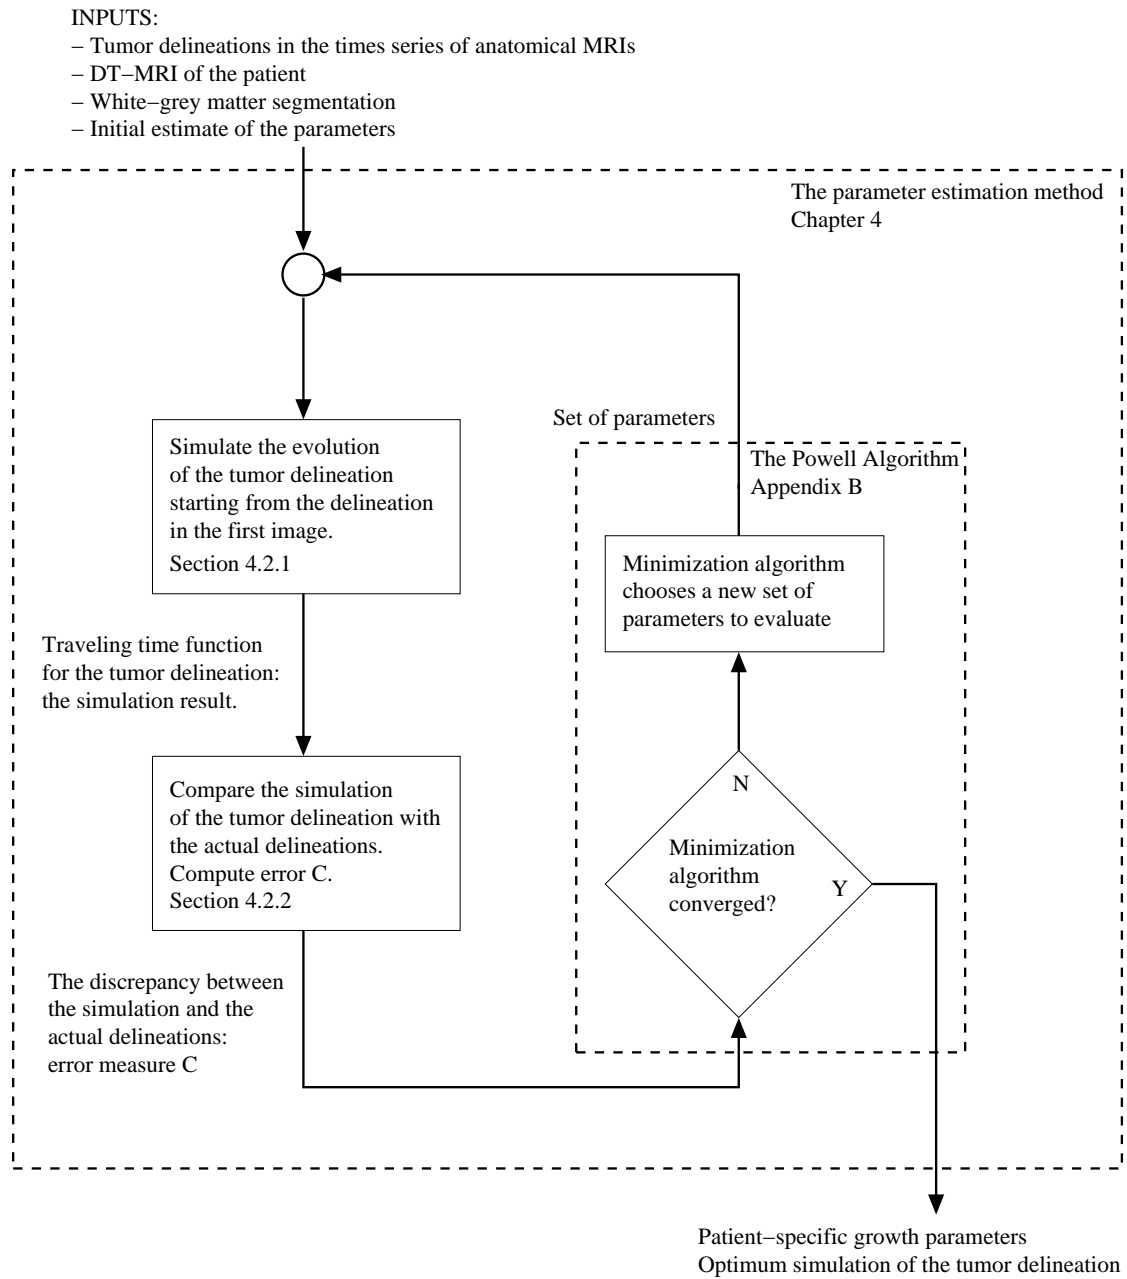 INPUTS:
– Tumor delineations in the times series of anatomical MRIs
– DT–MRI of the patient
– White–grey matter segmentation
– Initial estimate of the parameters
The parameter estimation method
Chapter 4
Set of parameters
The Powell Algorithm
Appendix B
Simulate the evolution
of the tumor delineation
starting from the delineation
in the first image.
Section 4.2.1
Minimization algorithm
chooses a new set of
parameters to evaluate
Traveling time function
for the tumor delineation:
the simulation result.
Compare the simulation
of the tumor delineation with
the actual delineations.
Compute error C.
Section 4.2.2
N
Minimization
algorithm
converged?
Y
The discrepancy between
the simulation and the
actual delineations:
error measure C
Patient–specific growth parameters
Optimum simulation of the tumor delineation